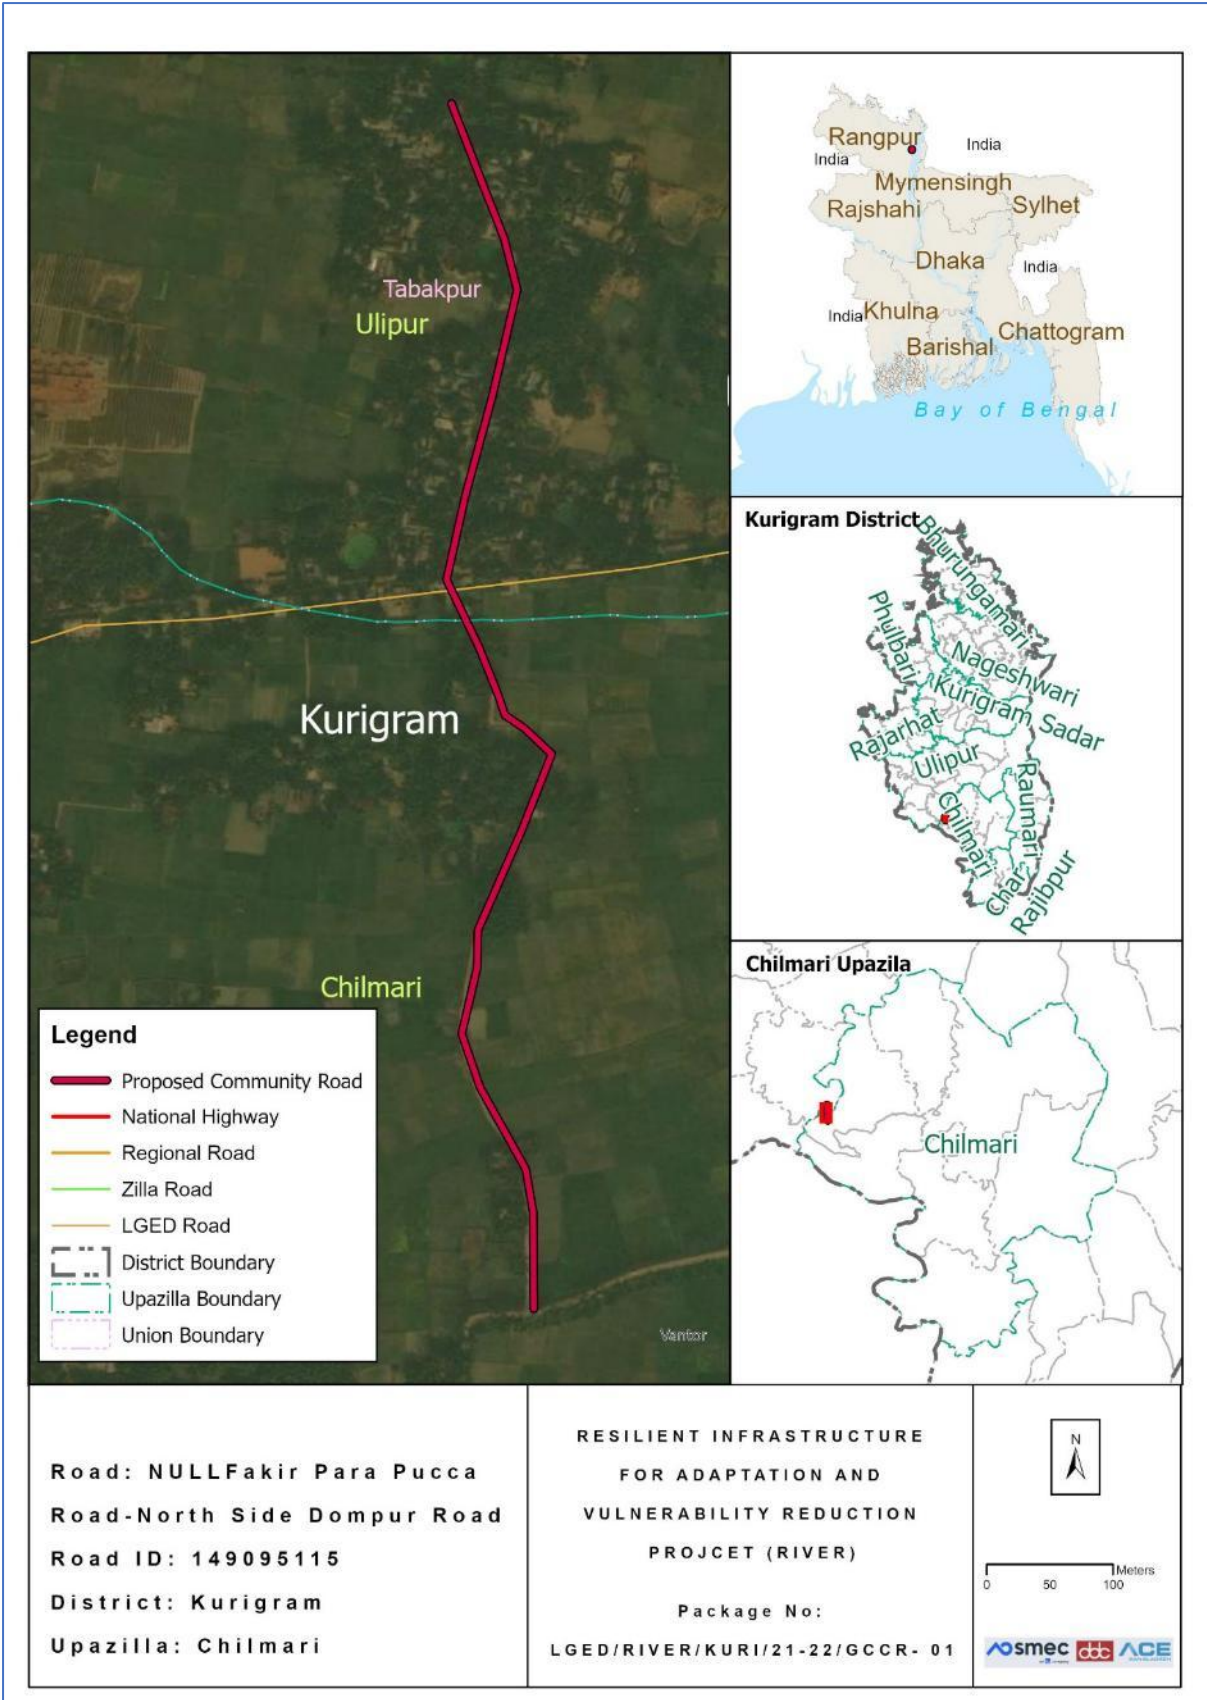 Tabakpur
Ulipur
Kurigram
Chilmari
Vantor
Legend
Proposed Community Road
National Highway
Regional Road
Zilla Road
LGED Road
District Boundary
Upazilla Boundary
Union Boundary
Rangpur
India
India
Mymensingh
Rajshahi
Sylhet
Dhaka
India
India
Khulna
Chattogram
Barishal
Bay of Bengal
Kurigram District
Bhurungamari
Phulbari
Nageshwari
Kurigram Sadar
Rajarhat
Ulipur
Raumari
Chilmari
Char
Rajibpur
Chilmari Upazila
Chilmari
Road: NULLFakir Para Pucca
Road-North Side Dompur Road
Road ID: 149095115
District: Kurigram
Upazilla: Chilmari
RESILIENT INFRASTRUCTURE
FOR ADAPTATION AND
VULNERABILITY REDUCTION
PROJCET (RIVER)
Package No:
LGED/RIVER/KURI/21-22/GCCR- 01
N
Meters
0 50 100
smec
ddc
ACE